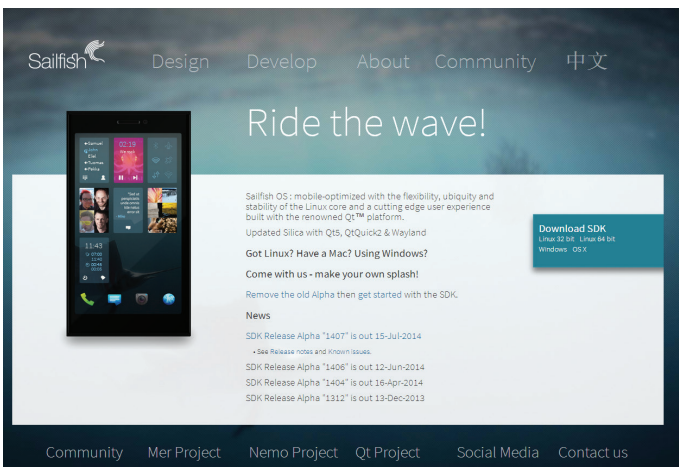 Sailfish
Design
Develop
About
Community
中文
Ride the wave!
02:19
11:43
Sailfish OS : mobile-optimized with the flexibility, ubiquity and
stability of the Linux core and a cutting edge user experience
built with the renowned Qt™ platform.
Updated Silica with Qt5, QtQuick2 & Wayland
Got Linux? Have a Mac? Using Windows?
Come with us - make your own splash!
Remove the old Alpha then get started with the SDK.
News
SDK Release Alpha "1407" is out 15-Jul-2014
• See Release notes and Known issues.
SDK Release Alpha "1406" is out 12-Jun-2014
SDK Release Alpha "1404" is out 16-Apr-2014
SDK Release Alpha "1312" is out 13-Dec-2013
Download SDK
Linux 32 bit Linux 64 bit
Windows OS X
Community
Mer Project
Nemo Project
Qt Project
Social Media
Contact us